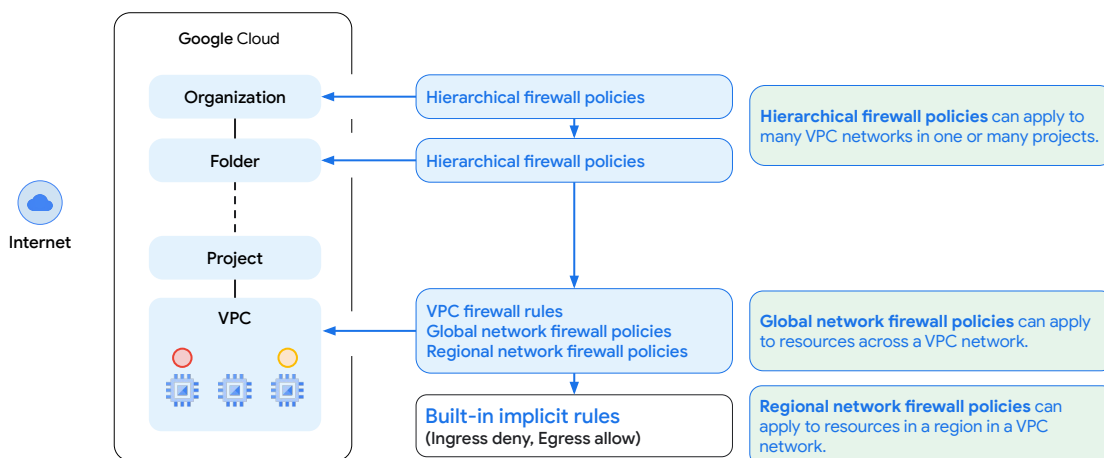 Google Cloud
Organization
Hierarchical firewall policies
Hierarchical firewall policies can apply to
many VPC networks in one or many projects.
Folder
Hierarchical firewall policies
Internet
Project
VPC
VPC firewall rules
Global network firewall policies
Regional network firewall policies
Global network firewall policies can apply
to resources across a VPC network.
Built-in implicit rules
(Ingress deny, Egress allow)
Regional network firewall policies can
apply to resources in a region in a VPC
network.